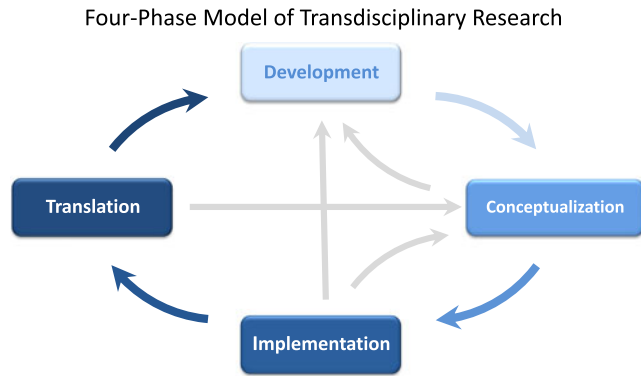 Four-Phase Model of Transdisciplinary Research
Development
Translation
Conceptualization
Implementation